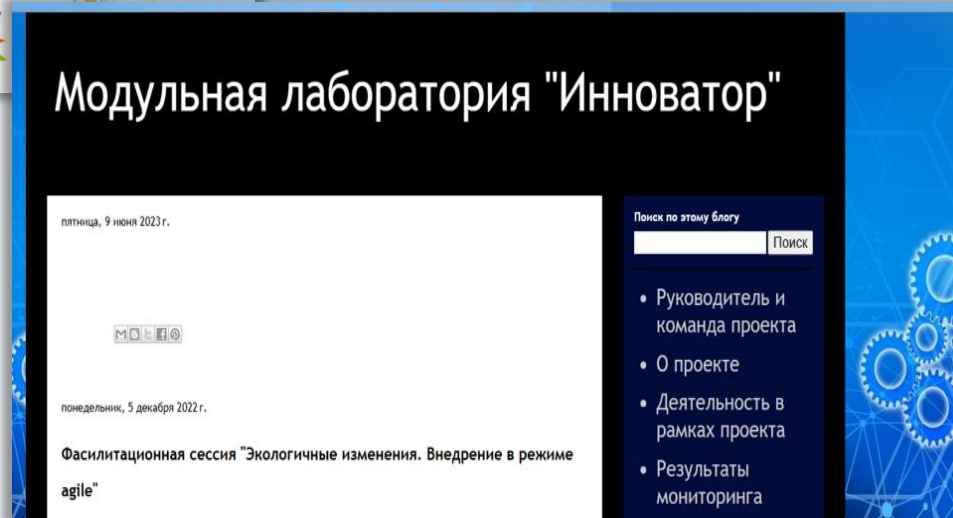 Модульная лаборатория "Инноватор"
пятница, 9 июня 2023 г.
понедельник, 5 декабря 2022 г.
Фасилитационная сессия "Экологичные изменения. Внедрение в режиме
agile"
Поиск по этому блогу
Поиск
Руководитель и
команда проекта
О проекте
Деятельность в
рамках проекта
Результаты
мониторинга